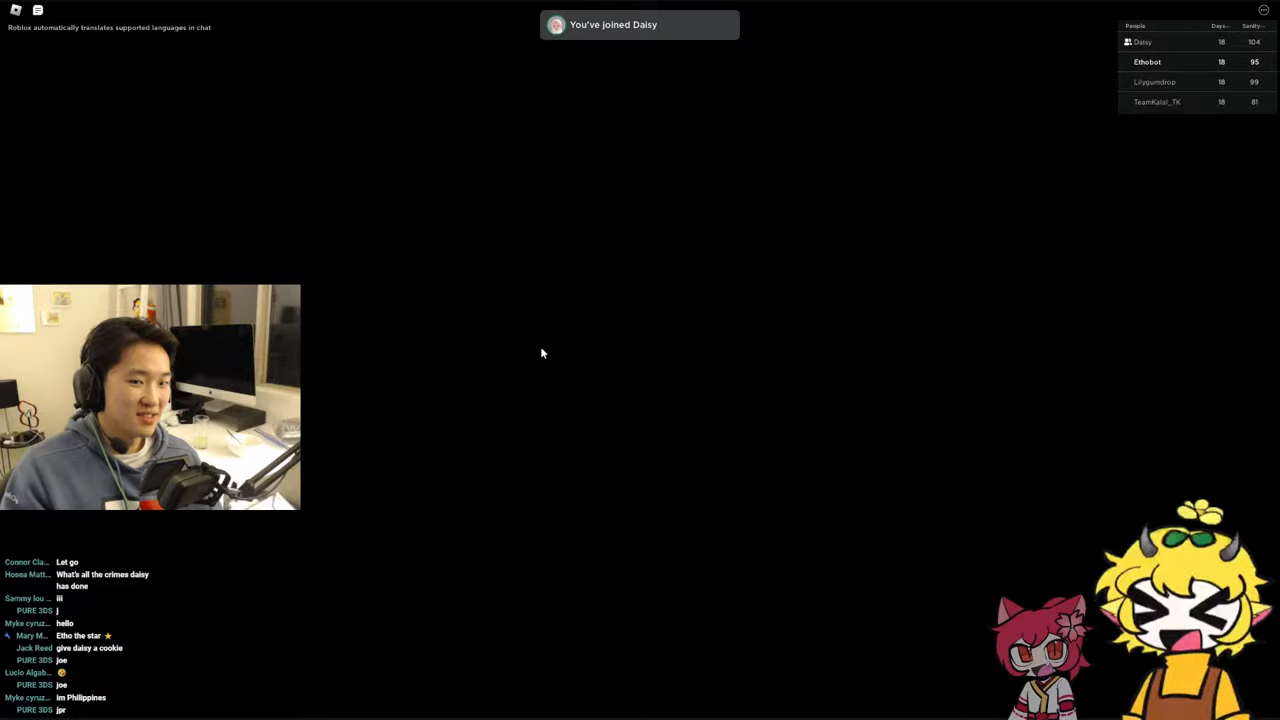 You've joined Daisy
Roblox automatically translates supported languages in chat
People Days Sanity
Daisy 18 104
Ethobot 18 95
Lilygumdrop 18 99
TeamKalal_TK 18 81
Connor Cla... Let go
Hosea Matt... What's all the crimes daisy
has done
Sammy lou ... iii
PURE 3DS j
Myke cyruz... hello
Mary M... Etho the star
Jack Reed give daisy a cookie
PURE 3DS joe
Lucio Algab...
PURE 3DS joe
Myke cyruz... im Philippines
PURE 3DS jpr